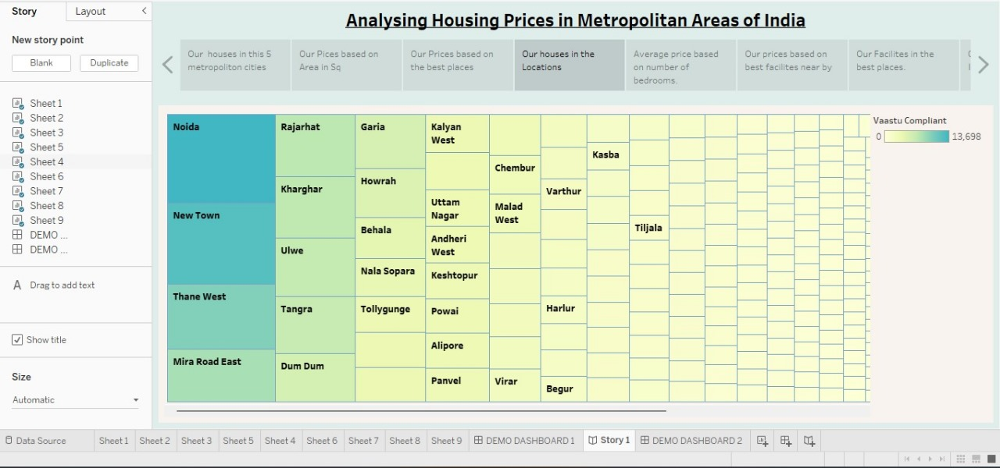 Story
Layout
New story point
Blank
Duplicate
Sheet 1
Sheet 2
Sheet 3
Sheet 5
Sheet 4
Sheet 6
Sheet 7
Sheet 8
Sheet 9
DEMO ...
DEMO ...
A Drag to add text
Show title
Size
Automatic
Analysing Housing Prices in Metropolitan Areas of India
Our houses in this 5
metropoliton cities
Our Pices based on
Area in Sq
Our Prices based on
the best places
Our houses in the
Locations
Average price based
on number of
bedrooms.
Our prices based on
best facilites near by
Our Facilites in the
best places.
Noida
New Town
Thane West
Mira Road East
Rajarhat
Kharghar
Ulwe
Tangra
Dum Dum
Garia
Howrah
Behala
Nala Sopara
Tollygunge
Kalyan
West
Uttam
Nagar
Andheri
West
Keshtopur
Powai
Alipore
Panvel
Chembur
Malad
West
Virar
Varthur
Harlur
Begur
Kasba
Tiljala
Vaastu Compliant
0 13,698
Data Source
Sheet 1
Sheet 2
Sheet 3
Sheet 5
Sheet 4
Sheet 6
Sheet 7
Sheet 8
Sheet 9
DEMO DASHBOARD 1
Story 1
DEMO DASHBOARD 2